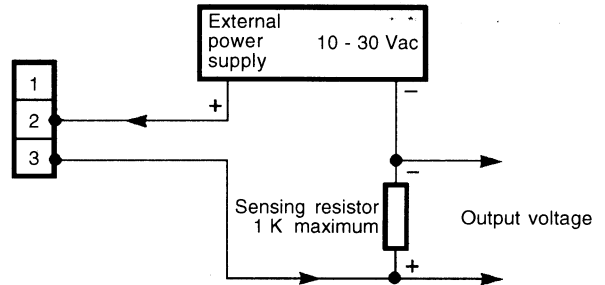 External
power 10 - 30 Vac
supply
+
−
1
2
3
−
Sensing resistor
1 K maximum
Output voltage
+